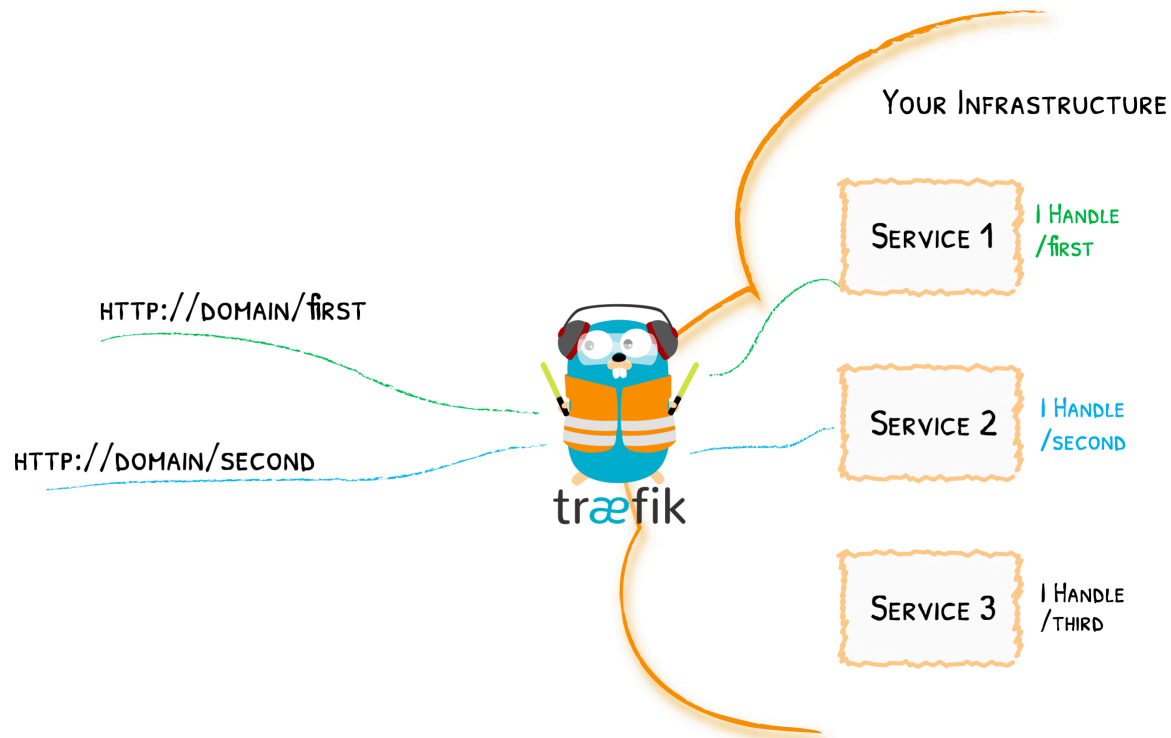 Your Infrastructure
Service 1
I Handle
/first
http://domain/first
Service 2
I Handle
/second
http://domain/second
træfik
Service 3
I Handle
/third